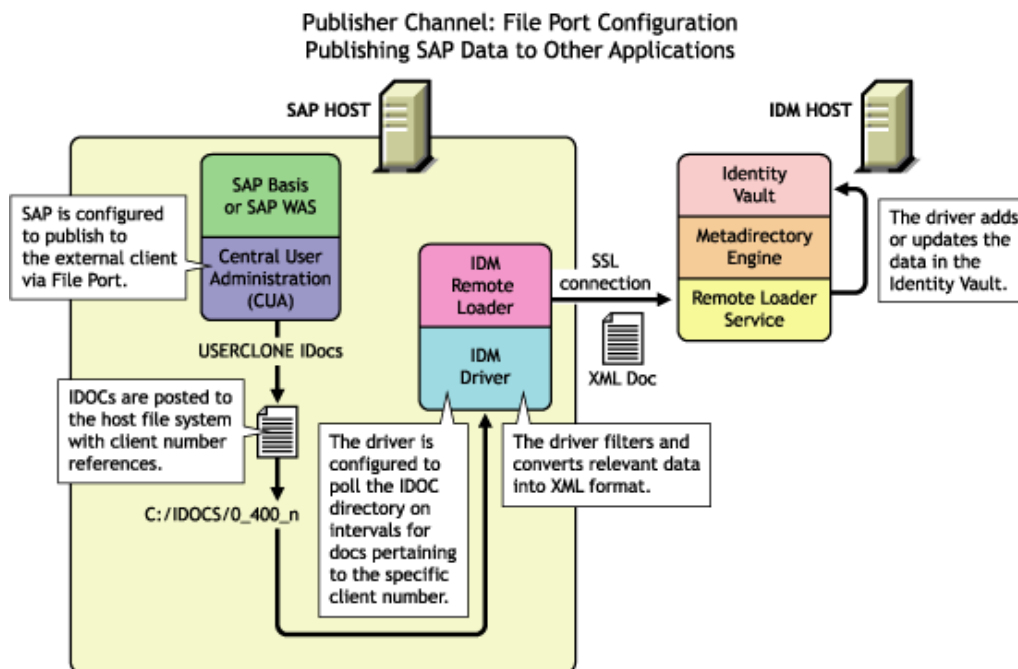 Publisher Channel: File Port Configuration
Publishing SAP Data to Other Applications
SAP HOST
IDM HOST
SAP Basis
or SAP WAS
Central User
Administration
(CUA)
SAP is configured
to publish to
the external client
via File Port.
USERCLONE IDocs
IDOCs are posted to
the host file system
with client number
references.
C:/IDOCS/0_400_n
IDM
Remote
Loader
IDM
Driver
The driver is
configured to
poll the IDOC
directory on
intervals for
docs pertaining
to the specific
client number.
The driver filters and
converts relevant data
into XML format.
SSL
connection
XML Doc
Identity
Vault
Metadirectory
Engine
Remote Loader
Service
The driver adds
or updates the
data in the
Identity Vault.